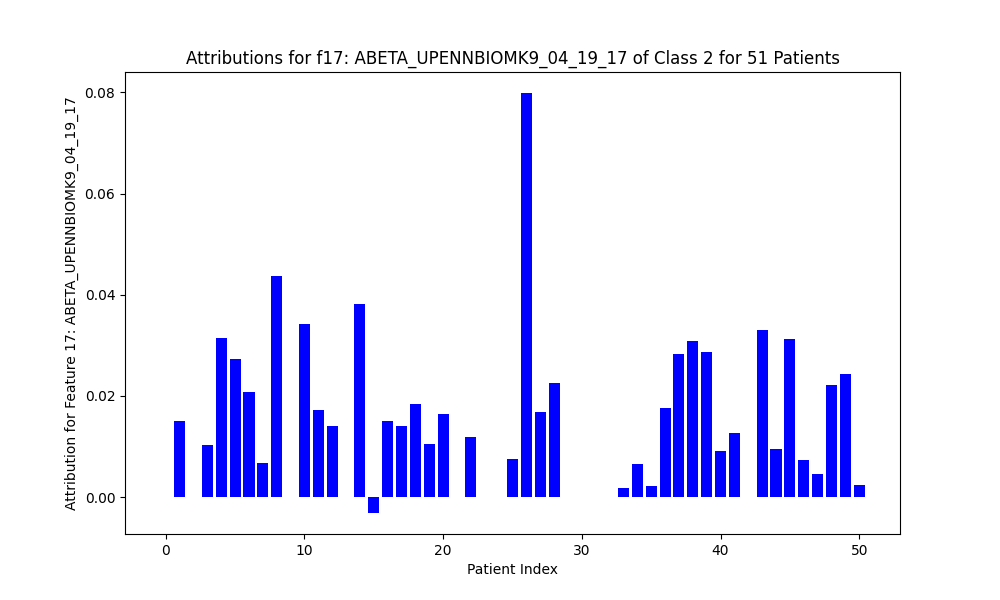 Attributions for f17: ABETA_UPENNBIOMK9_04_19_17 of Class 2 for 51 Patients
Attribution for Feature 17: ABETA_UPENNBIOMK9_04_19_17
0.08
0.06
0.04
0.02
0.00
0 10 20 30 40 50
Patient Index